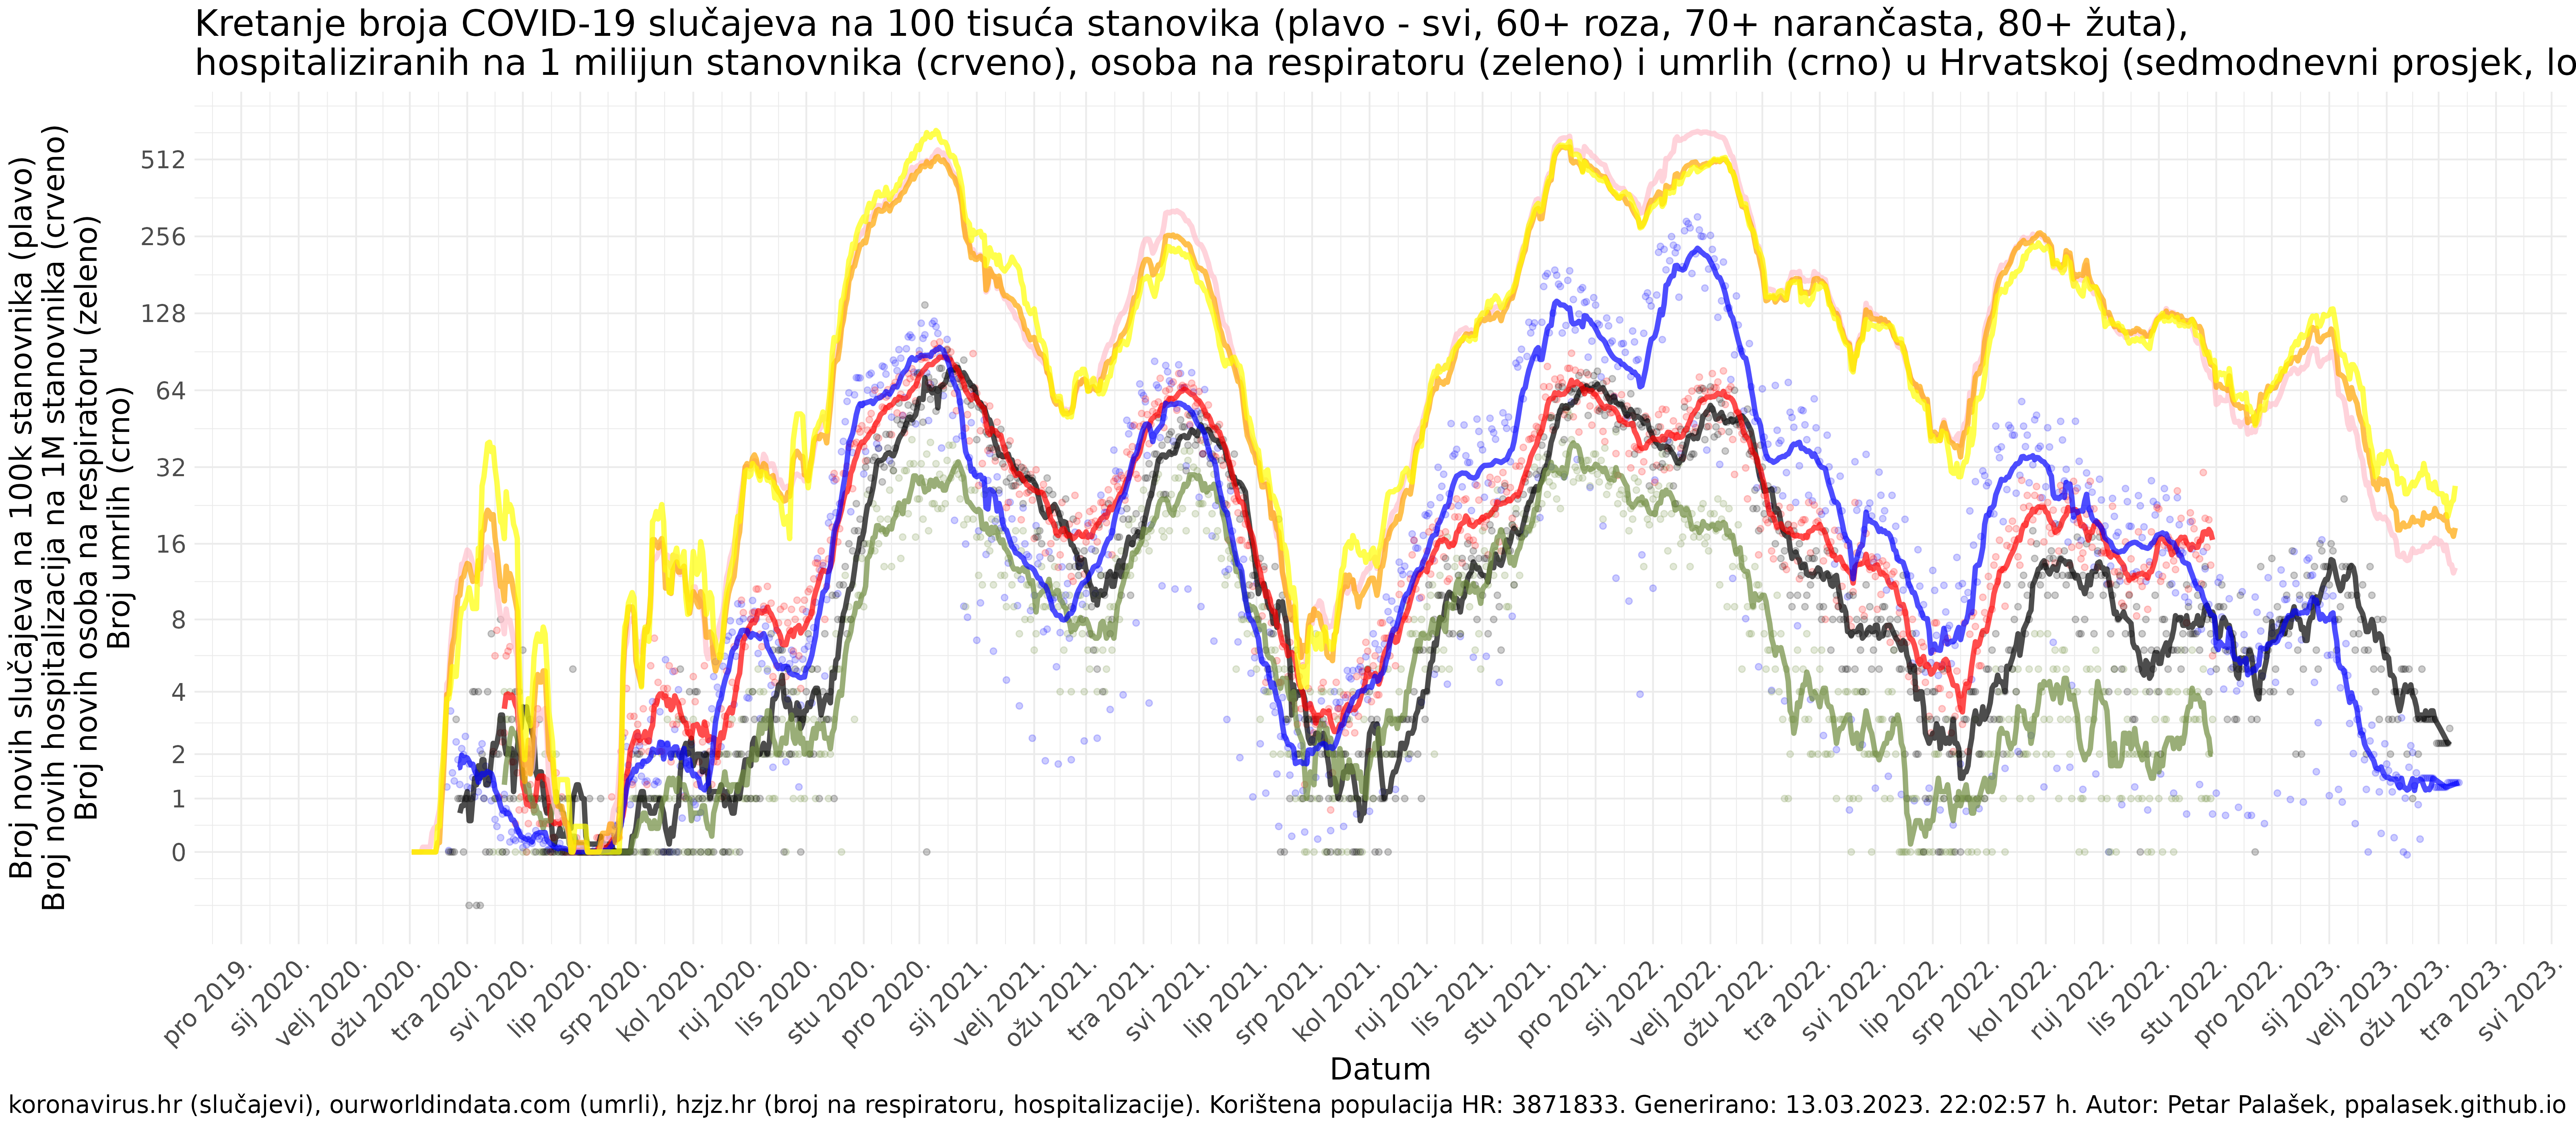 Kretanje broja COVID-19 slučajeva na 100 tisuća stanovika (plavo - svi, 60+ roza, 70+ narančasta, 80+ žuta),
hospitaliziranih na 1 milijun stanovnika (crveno), osoba na respiratoru (zeleno) i umrlih (crno) u Hrvatskoj (sedmodnevni prosjek, lo
Broj novih slučajeva na 100k stanovnika (plavo)
Broj novih hospitalizacija na 1M stanovnika (crveno)
Broj novih osoba na respiratoru (zeleno)
Broj umrlih (crno)
512
256
128
64
32
16
8
4
2
1
0
pro 2019.
sij 2020.
velj 2020.
ožu 2020.
tra 2020.
svi 2020.
lip 2020.
srp 2020.
kol 2020.
ruj 2020.
lis 2020.
stu 2020.
pro 2020.
sij 2021.
velj 2021.
ožu 2021.
tra 2021.
svi 2021.
lip 2021.
srp 2021.
kol 2021.
ruj 2021.
lis 2021.
stu 2021.
pro 2021.
sij 2022.
velj 2022.
ožu 2022.
tra 2022.
svi 2022.
lip 2022.
srp 2022.
kol 2022.
ruj 2022.
lis 2022.
stu 2022.
pro 2022.
sij 2023.
velj 2023.
ožu 2023.
tra 2023.
svi 2023.
Datum
koronavirus.hr (slučajevi), ourworldindata.com (umrli), hzjz.hr (broj na respiratoru, hospitalizacije). Korištena populacija HR: 3871833. Generirano: 13.03.2023. 22:02:57 h. Autor: Petar Palašek, ppalasek.github.io